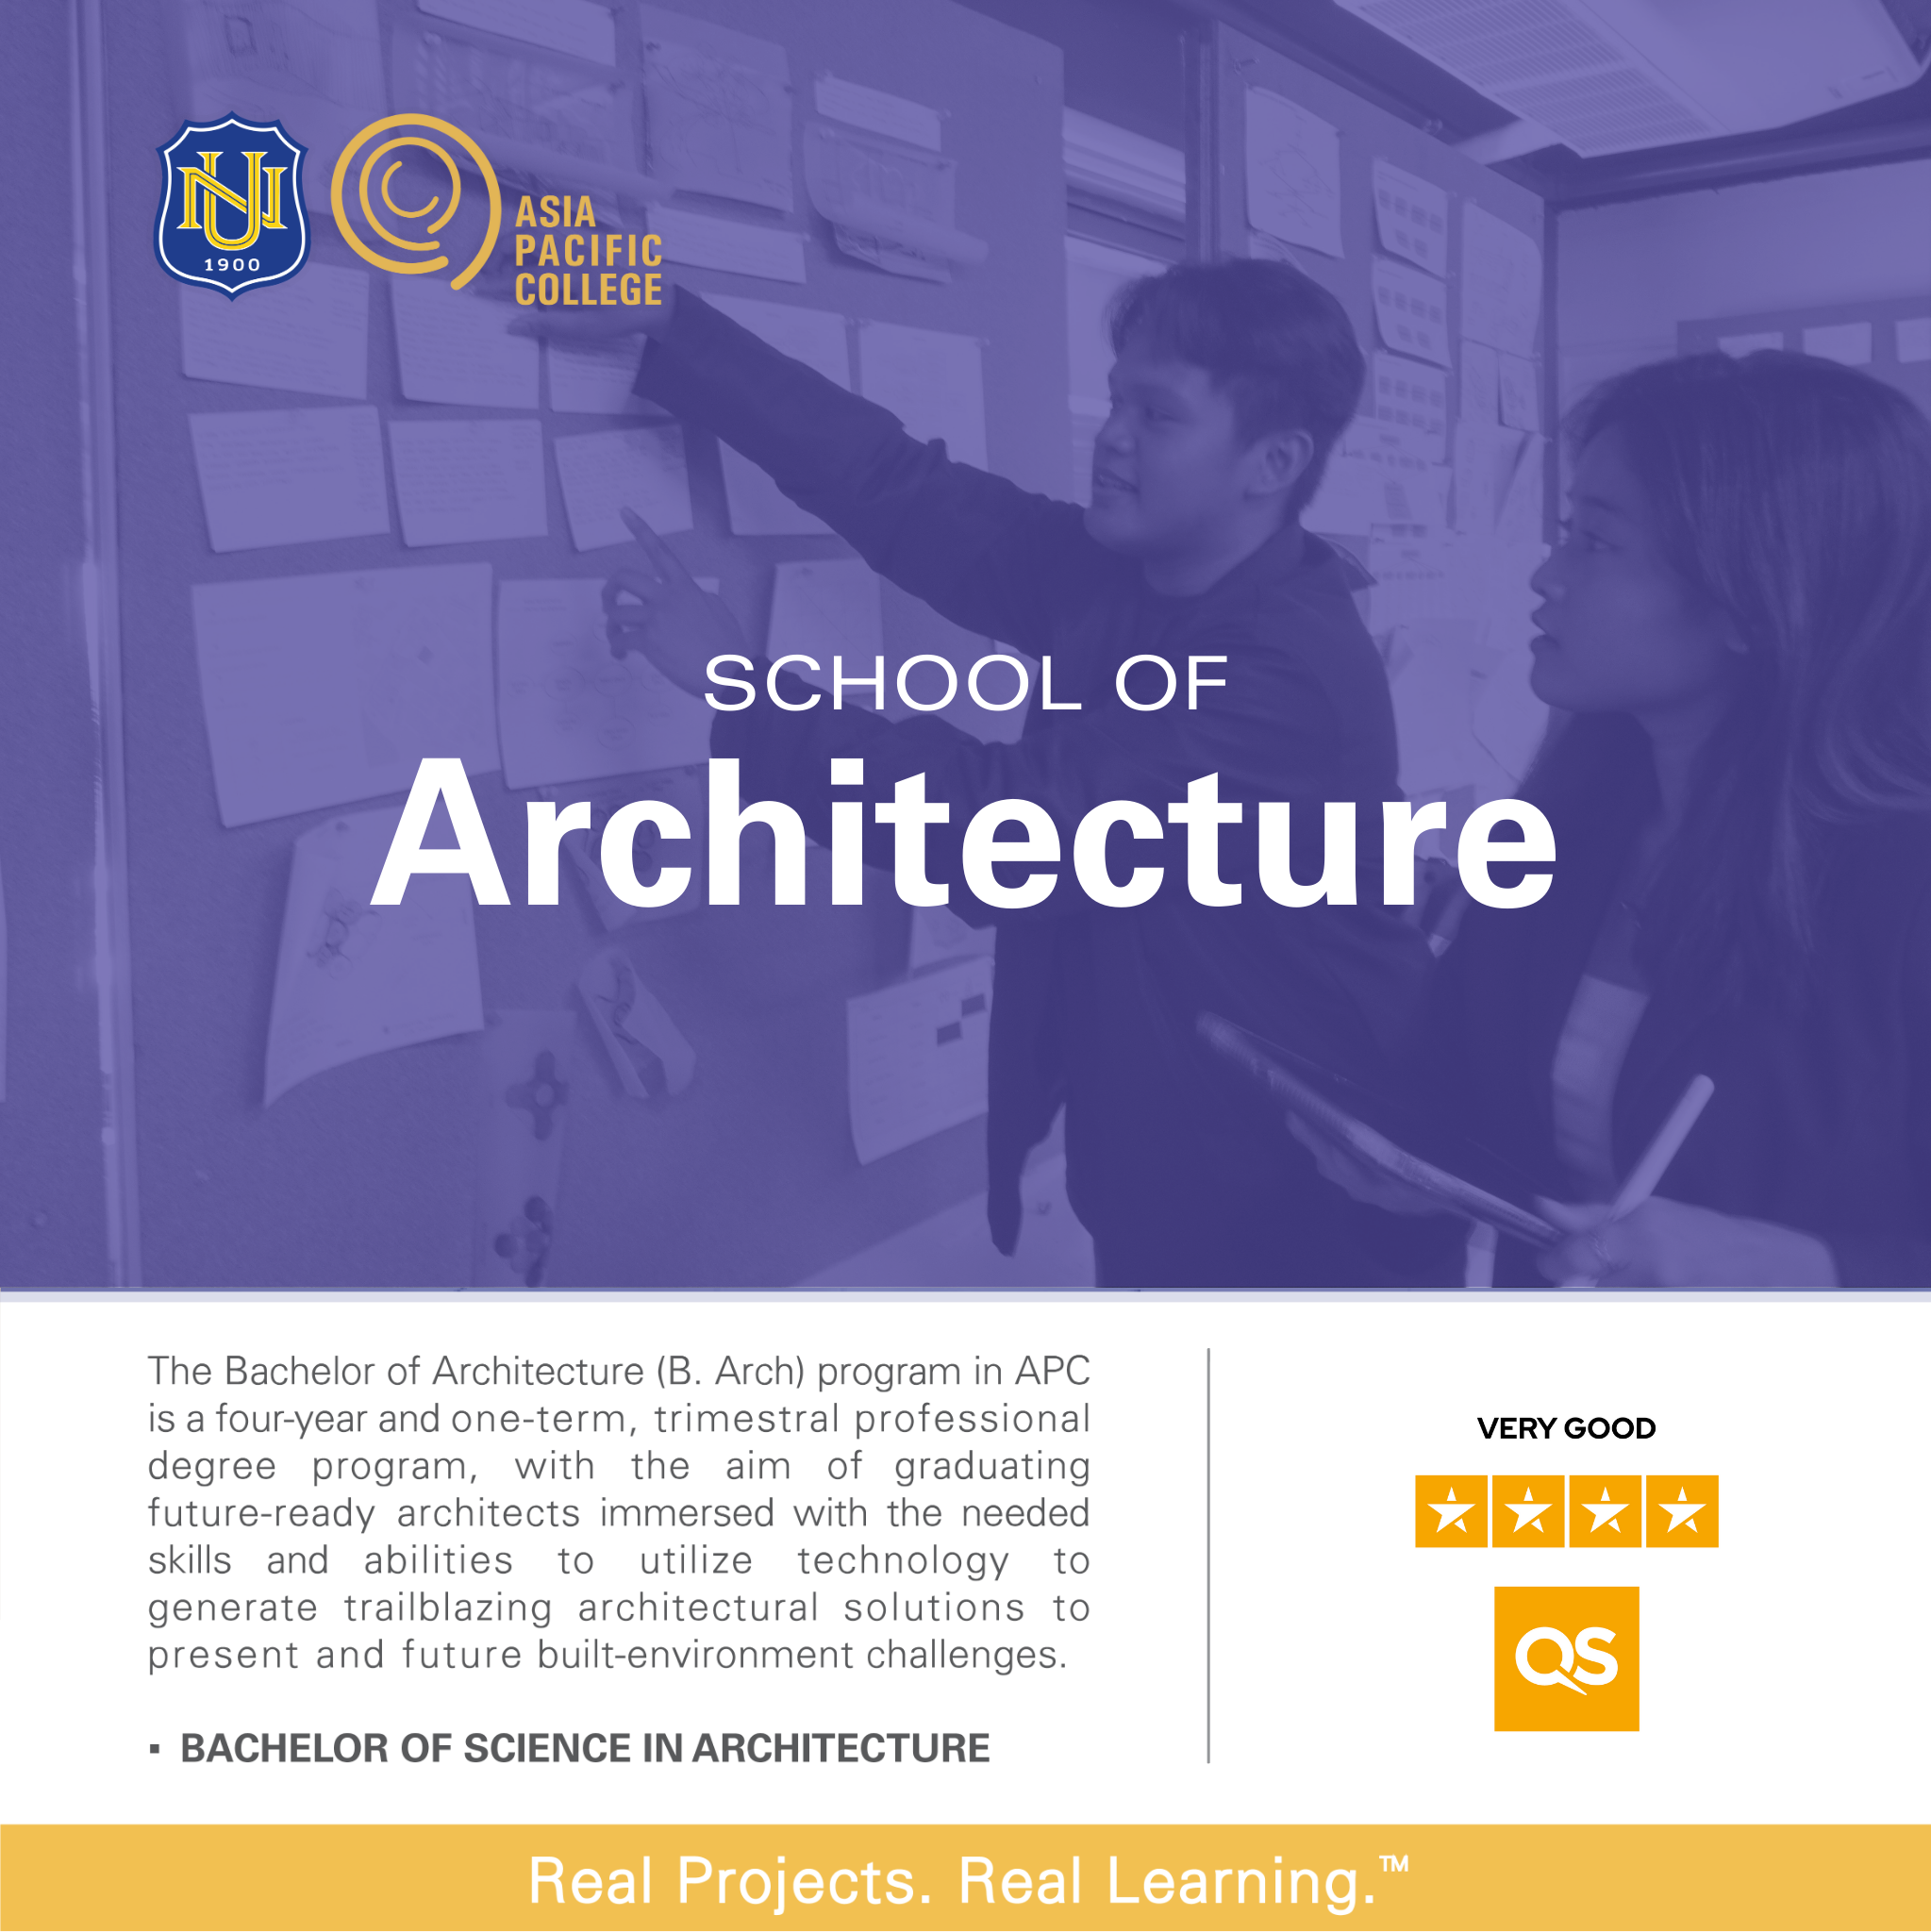 NU
1900
ASIA
PACIFIC
COLLEGE
SCHOOL OF
Architecture
The Bachelor of Architecture (B. Arch) program in APC
is a four-year and one-term, trimestral professional
degree program, with the aim of graduating
future-ready architects immersed with the needed
skills and abilities to utilize technology to
generate trailblazing architectural solutions to
present and future built-environment challenges.
▪ BACHELOR OF SCIENCE IN ARCHITECTURE
VERY GOOD
QS
Real Projects. Real Learning.™